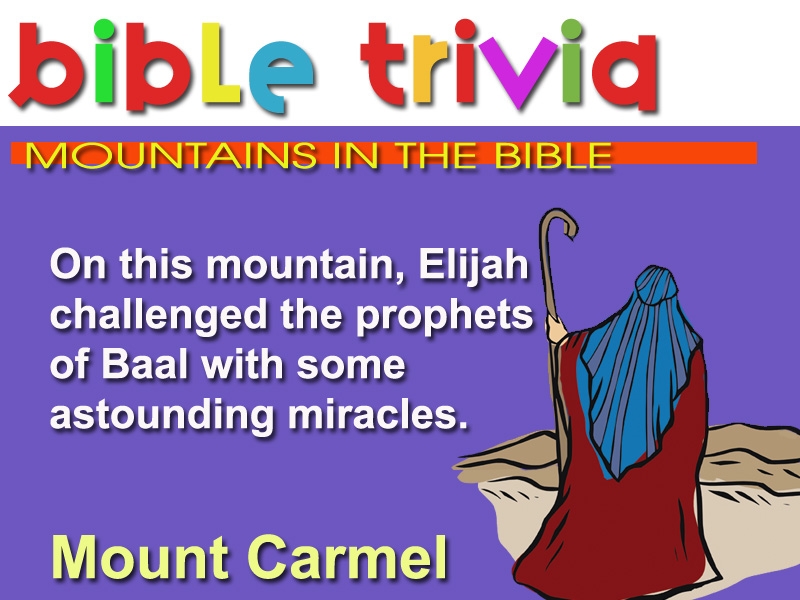 bibLe trivia
MOUNTAINS IN THE BIBLE
On this mountain, Elijah
challenged the prophets
of Baal with some
astounding miracles.
Mount Carmel